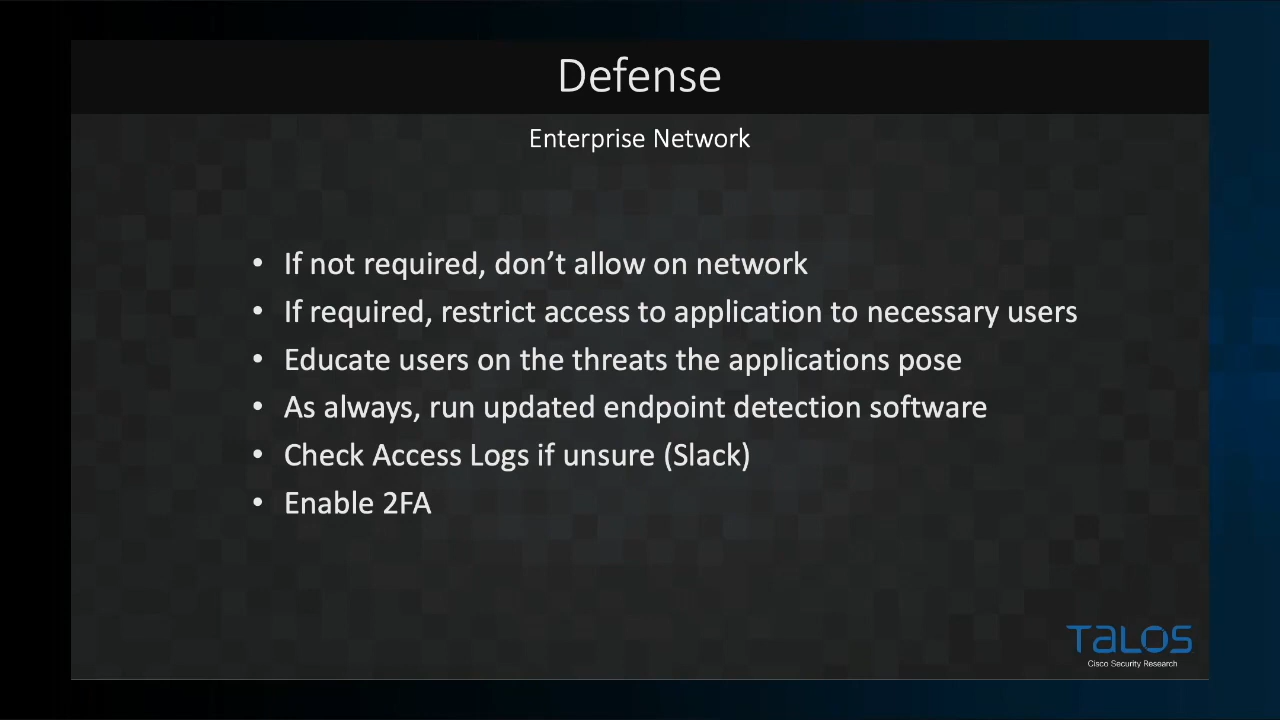 Defense
Enterprise Network
• If not required, don’t allow on network
• If required, restrict access to application to necessary users
• Educate users on the threats the applications pose
• As always, run updated endpoint detection software
• Check Access Logs if unsure (Slack)
• Enable 2FA
TALOS
Cisco Security Research